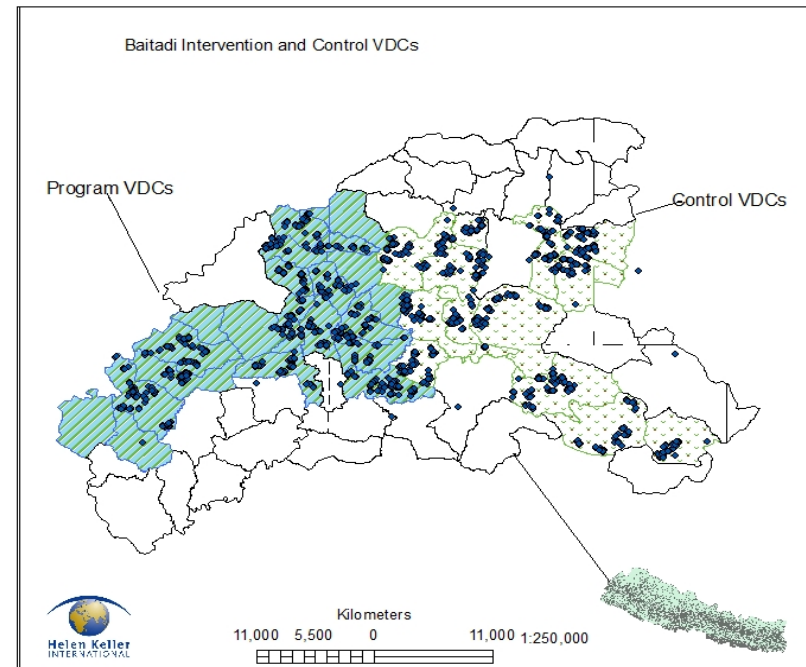 Baitadi Intervention and Control VDCs
Program VDCs
Control VDCs
Kilometers
11,000 5,500 0 11,000 1:250,000
Helen Keller
INTERNATIONAL